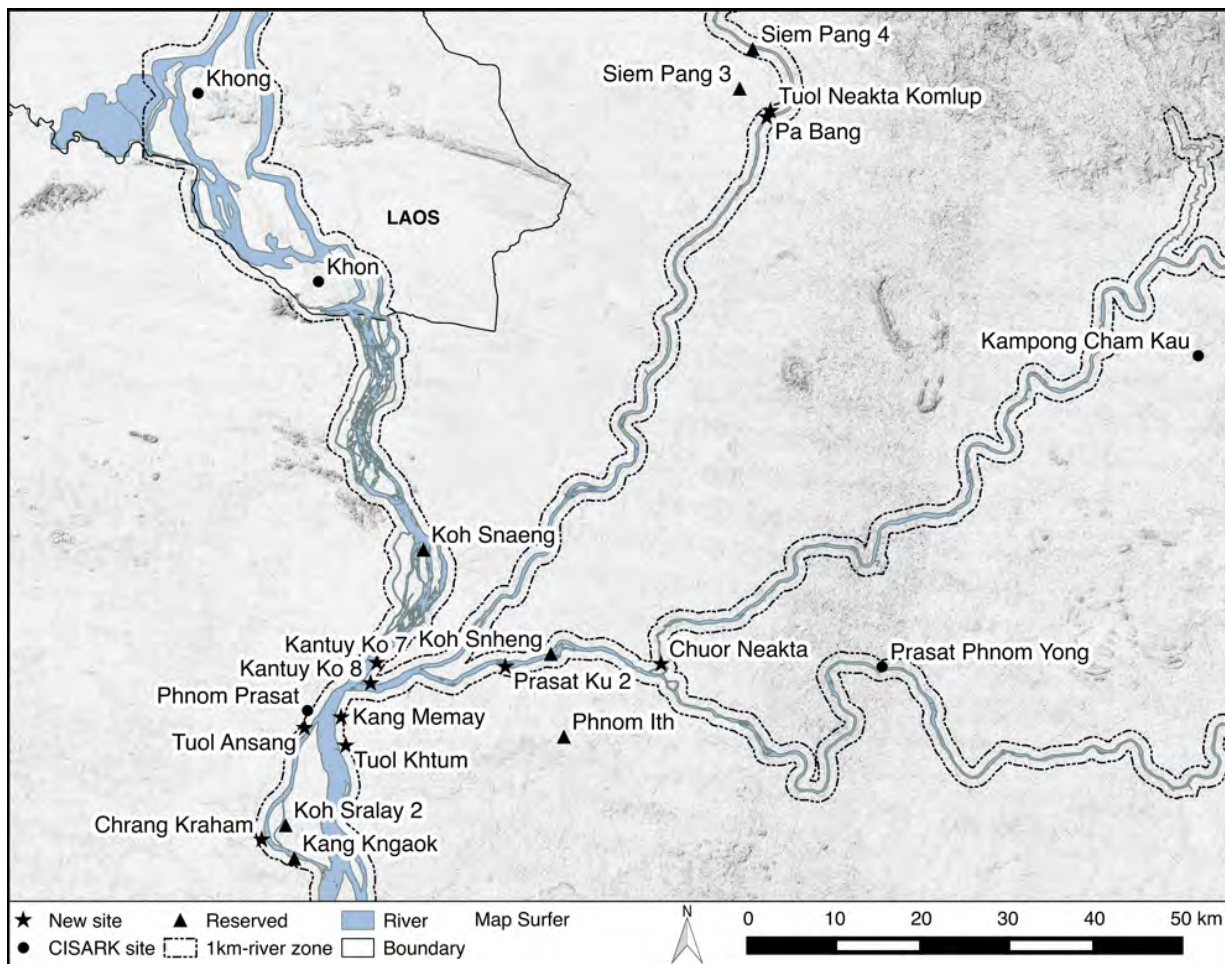 Siem Pang 4
Khong
Siem Pang 3
Tuol Neakta Komlup
Pa Bang
LAOS
Khon
Kampong Cham Kau
Koh Snaeng
Kantuy Ko 7
Koh Snheng
Chuor Neakta
Prasat Phnom Yong
Kantuy Ko 8
Prasat Ku 2
Phnom Prasat
Kang Memay
Phnom Ith
Tuol Ansang
Tuol Khtum
Koh Sralay 2
Chrang Kraham
Kang Kngaok
New site
Reserved
River
Map Surfer
N
0 10 20 30 40 50 km
CISARK site
1km-river zone
Boundary